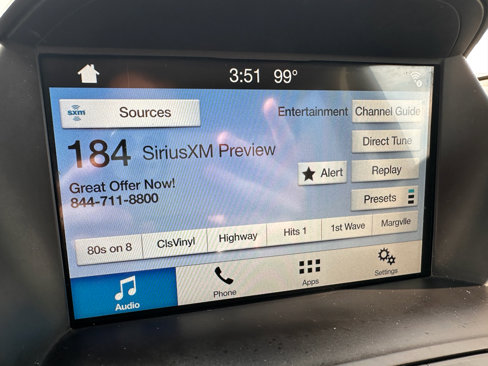 3:51 99°
sxm Sources
Entertainment
Channel Guide
184 SiriusXM Preview
Direct Tune
Great Offer Now!
844-711-8800
Alert
Replay
Presets
80s on 8 ClsVinyl Highway Hits 1 1st Wave Margvlle
Audio Phone Apps Settings